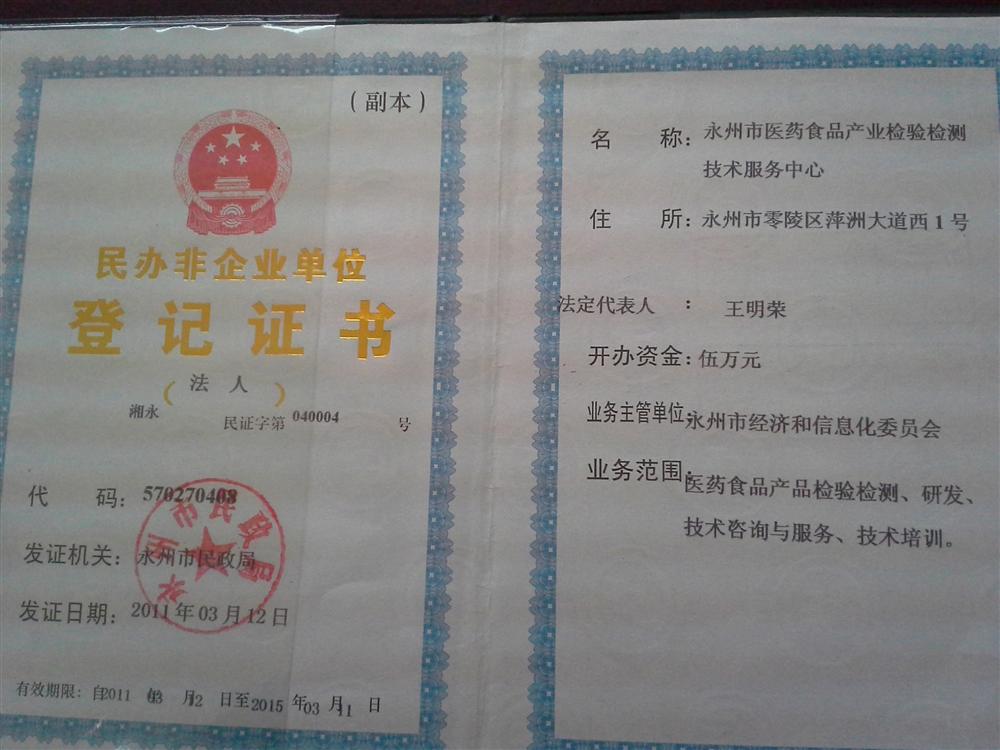 （副本）
民办非企业单位
登记证书
（法人）
湘永 民证字第 040004 号
代码：570270408
发证机关：永州市民政局
发证日期：2011年03月12日
有效期限：自2011年03月12日至2015年03月11日
永州市民政局
名称：永州市医药食品产业检验检测
技术服务中心
住所：永州市零陵区萍洲大道西1号
法定代表人：王明荣
开办资金：伍万元
业务主管单位：永州市经济和信息化委员会
业务范围：医药食品产品检验检测、研发、
技术咨询与服务、技术培训。